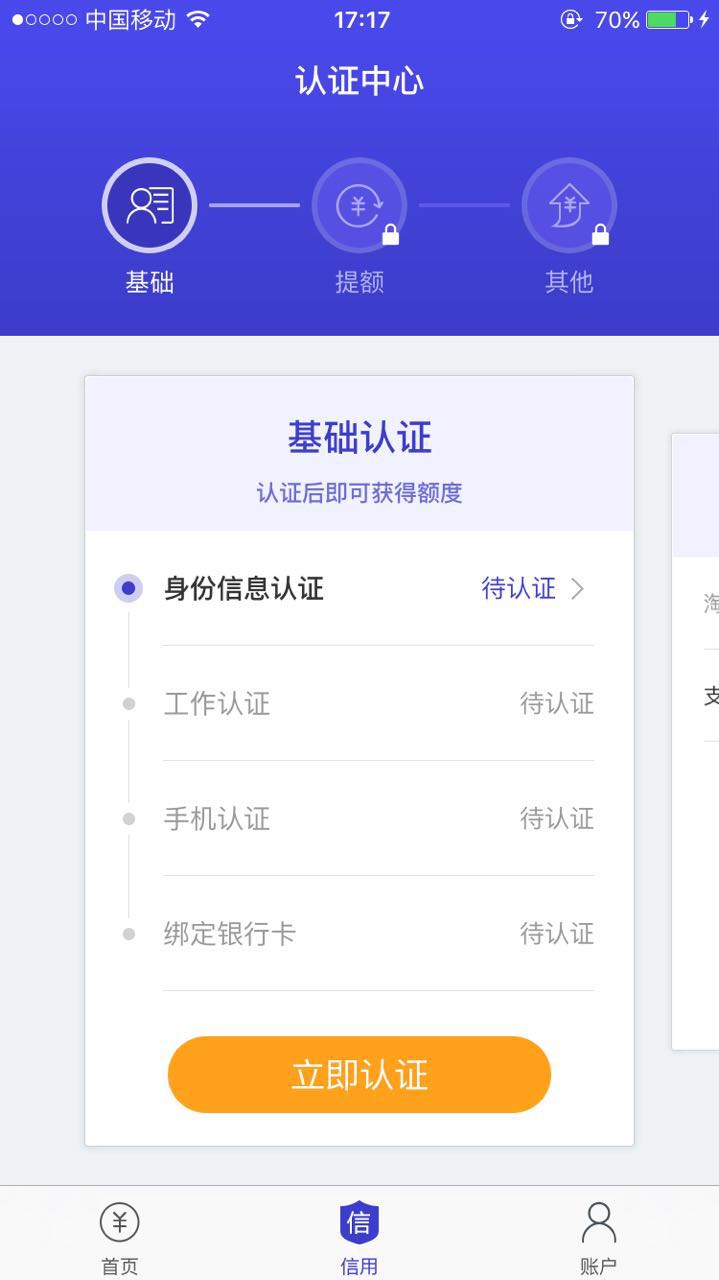 中国移动 17:17 70%
认证中心
基础 提额 其他
基础认证
认证后即可获得额度
身份信息认证 待认证
工作认证 待认证
手机认证 待认证
绑定银行卡 待认证
立即认证
支
¥ 信
首页 信用 账户